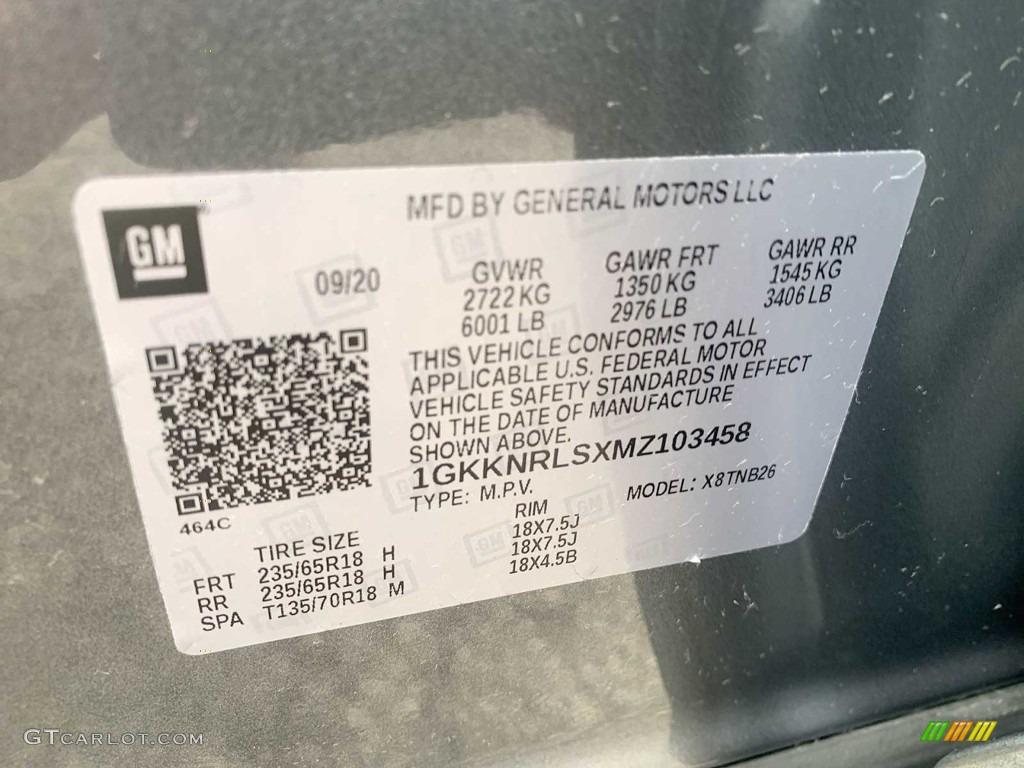 MFD BY GENERAL MOTORS LLC
GM
09/20
GVWR GAWR FRT GAWR RR
2722 KG 1350 KG 1545 KG
6001 LB 2976 LB 3406 LB
THIS VEHICLE CONFORMS TO ALL
APPLICABLE U.S. FEDERAL MOTOR
VEHICLE SAFETY STANDARDS IN EFFECT
ON THE DATE OF MANUFACTURE
SHOWN ABOVE.
1GKKNRLSXMZ103458
TYPE: M.P.V. MODEL: X8TNB26
464C
TIRE SIZE RIM
FRT 235/65R18 H 18X7.5J
RR 235/65R18 H 18X7.5J
SPA T135/70R18 M 18X4.5B
GTCARLOT.COM